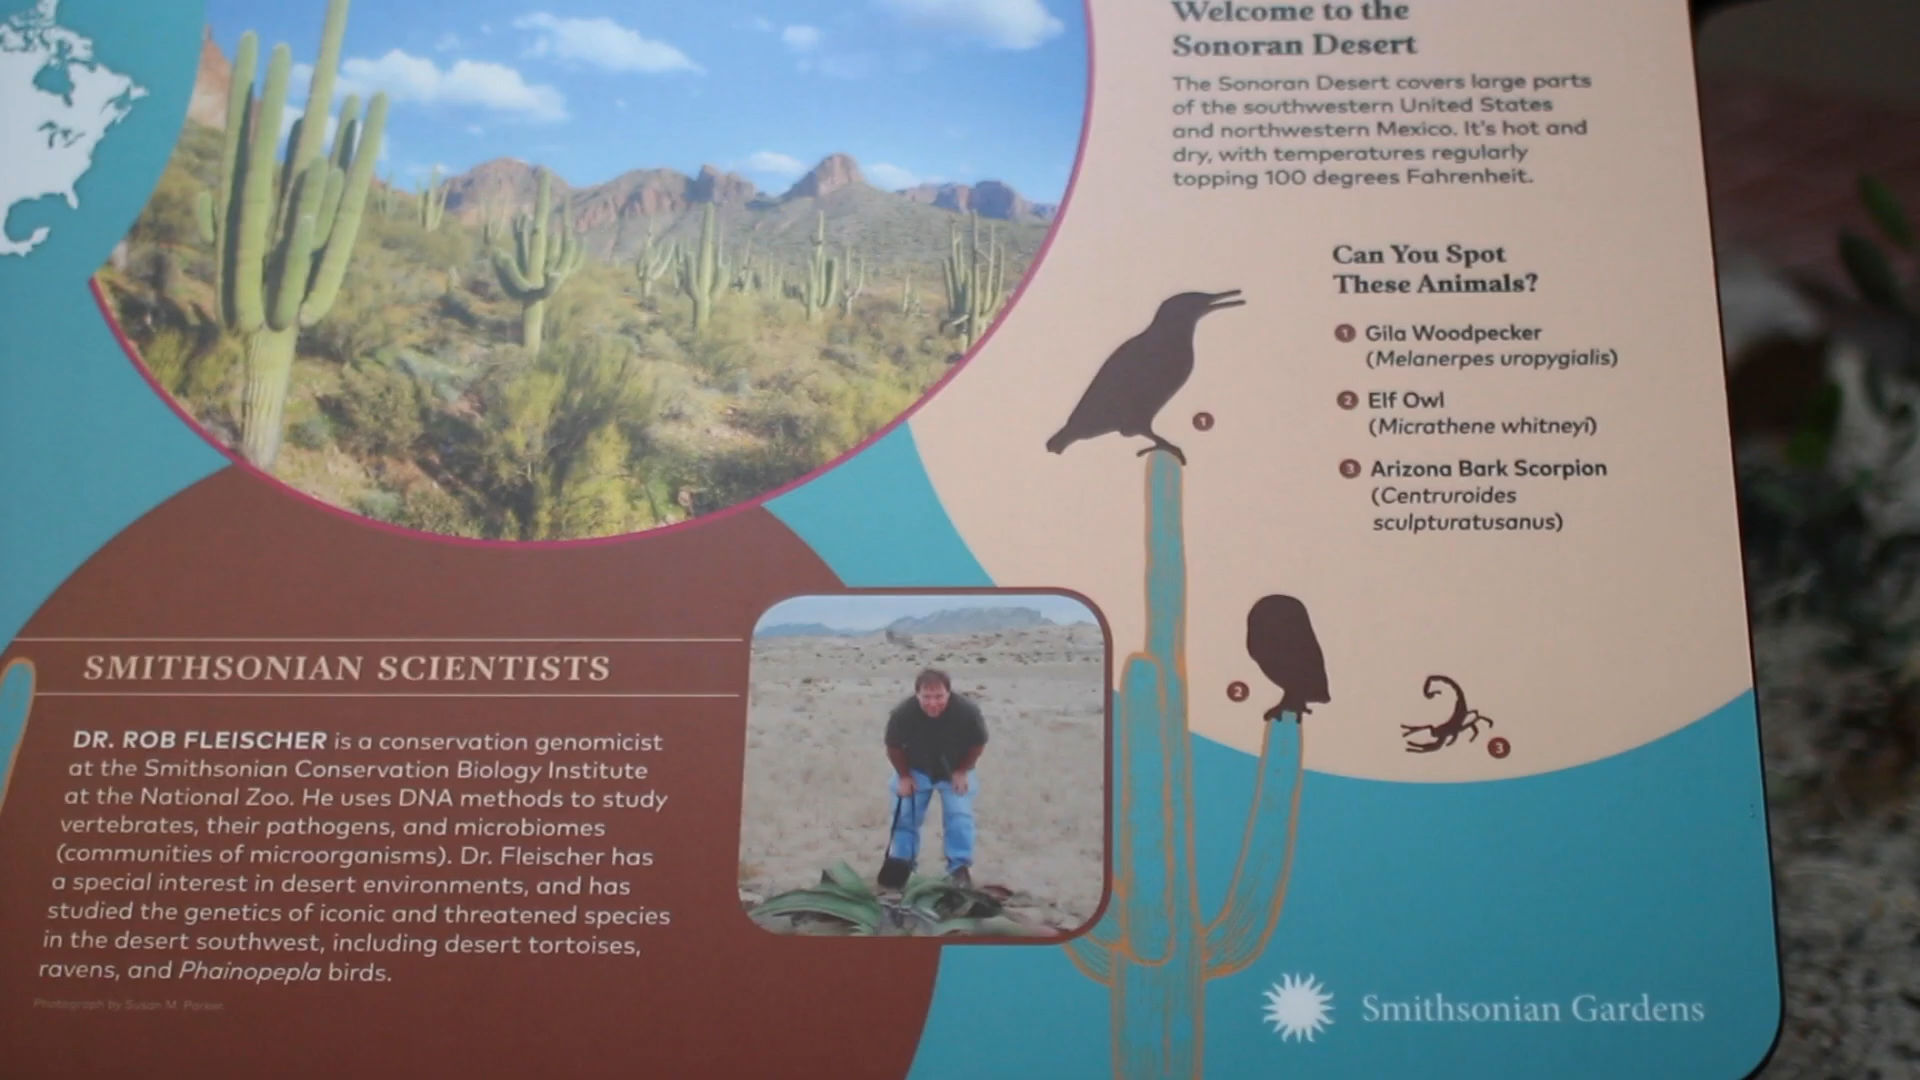 Welcome to the
Sonoran Desert
The Sonoran Desert covers large parts
of the southwestern United States
and northwestern Mexico. It's hot and
dry, with temperatures regularly
topping 100 degrees Fahrenheit.
Can You Spot
These Animals?
1 Gila Woodpecker
(Melanerpes uropygialis)
2 Elf Owl
(Micrathene whitneyi)
3 Arizona Bark Scorpion
(Centruroides
sculpturatusanus)
1
2
3
SMITHSONIAN SCIENTISTS
DR. ROB FLEISCHER is a conservation genomicist
at the Smithsonian Conservation Biology Institute
at the National Zoo. He uses DNA methods to study
vertebrates, their pathogens, and microbiomes
(communities of microorganisms). Dr. Fleischer has
a special interest in desert environments, and has
studied the genetics of iconic and threatened species
in the desert southwest, including desert tortoises,
ravens, and Phainopepla birds.
Photograph by Susan M. Parker
Smithsonian Gardens